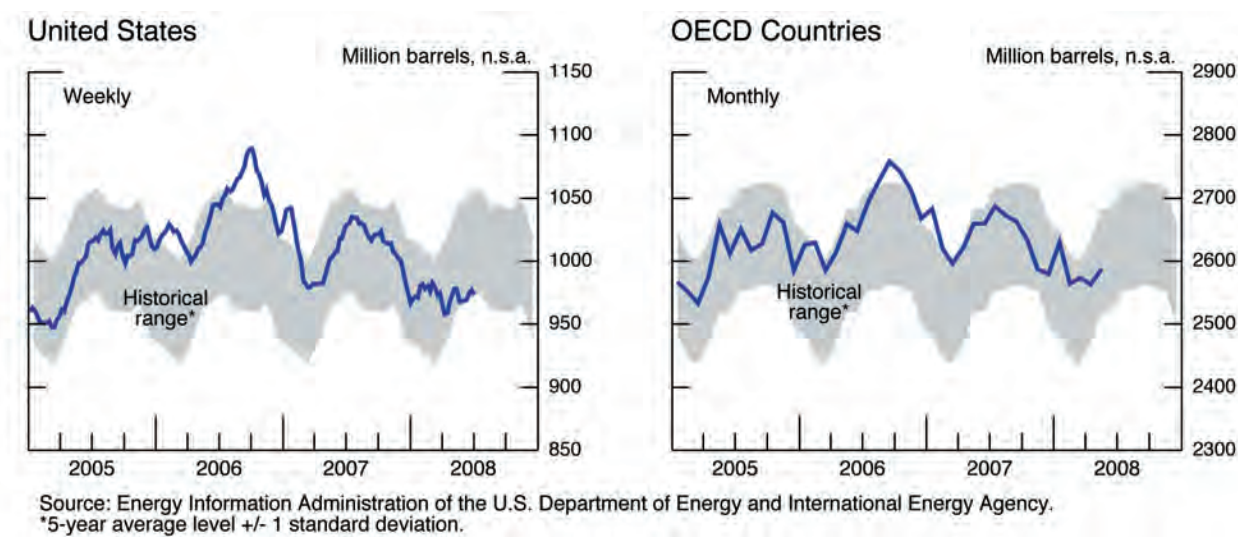 United States
Million barrels, n.s.a.
Weekly
1150
1100
1050
1000
950
900
850
Historical
range*
2005
2006
2007
2008
OECD Countries
Million barrels, n.s.a.
Monthly
2900
2800
2700
2600
2500
2400
2300
Historical
range*
2005
2006
2007
2008
Source: Energy Information Administration of the U.S. Department of Energy and International Energy Agency.
*5-year average level +/- 1 standard deviation.